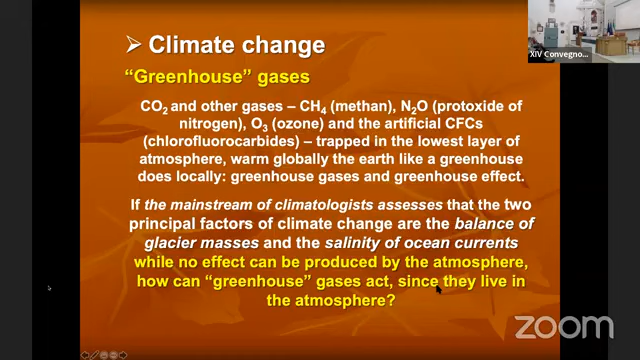 XIV Convegno...
➢ Climate change
“Greenhouse” gases
CO₂ and other gases – CH₄ (methan), N₂O (protoxide of
nitrogen), O₃ (ozone) and the artificial CFCs
(chlorofluorocarbides) – trapped in the lowest layer of
atmosphere, warm globally the earth like a greenhouse
does locally: greenhouse gases and greenhouse effect.
If the mainstream of climatologists assesses that the two
principal factors of climate change are the balance of
glacier masses and the salinity of ocean currents
while no effect can be produced by the atmosphere,
how can “greenhouse” gases act, since they live in
the atmosphere?
zoom